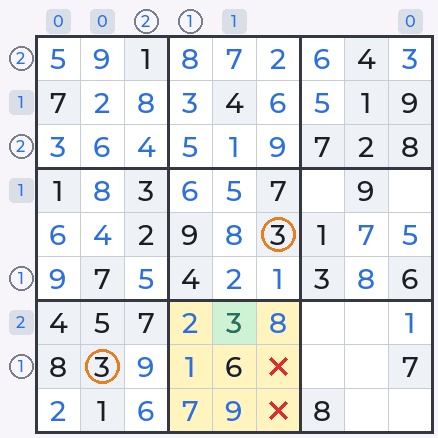 0 0 2 1 1 0
2 5 9 1 8 7 2 6 4 3
1 7 2 8 3 4 6 5 1 9
2 3 6 4 5 1 9 7 2 8
1 1 8 3 6 5 7 9
6 4 2 9 8 3 1 7 5
1 9 7 5 4 2 1 3 8 6
2 4 5 7 2 3 8 1
1 8 3 9 1 6 7
2 1 6 7 9 8